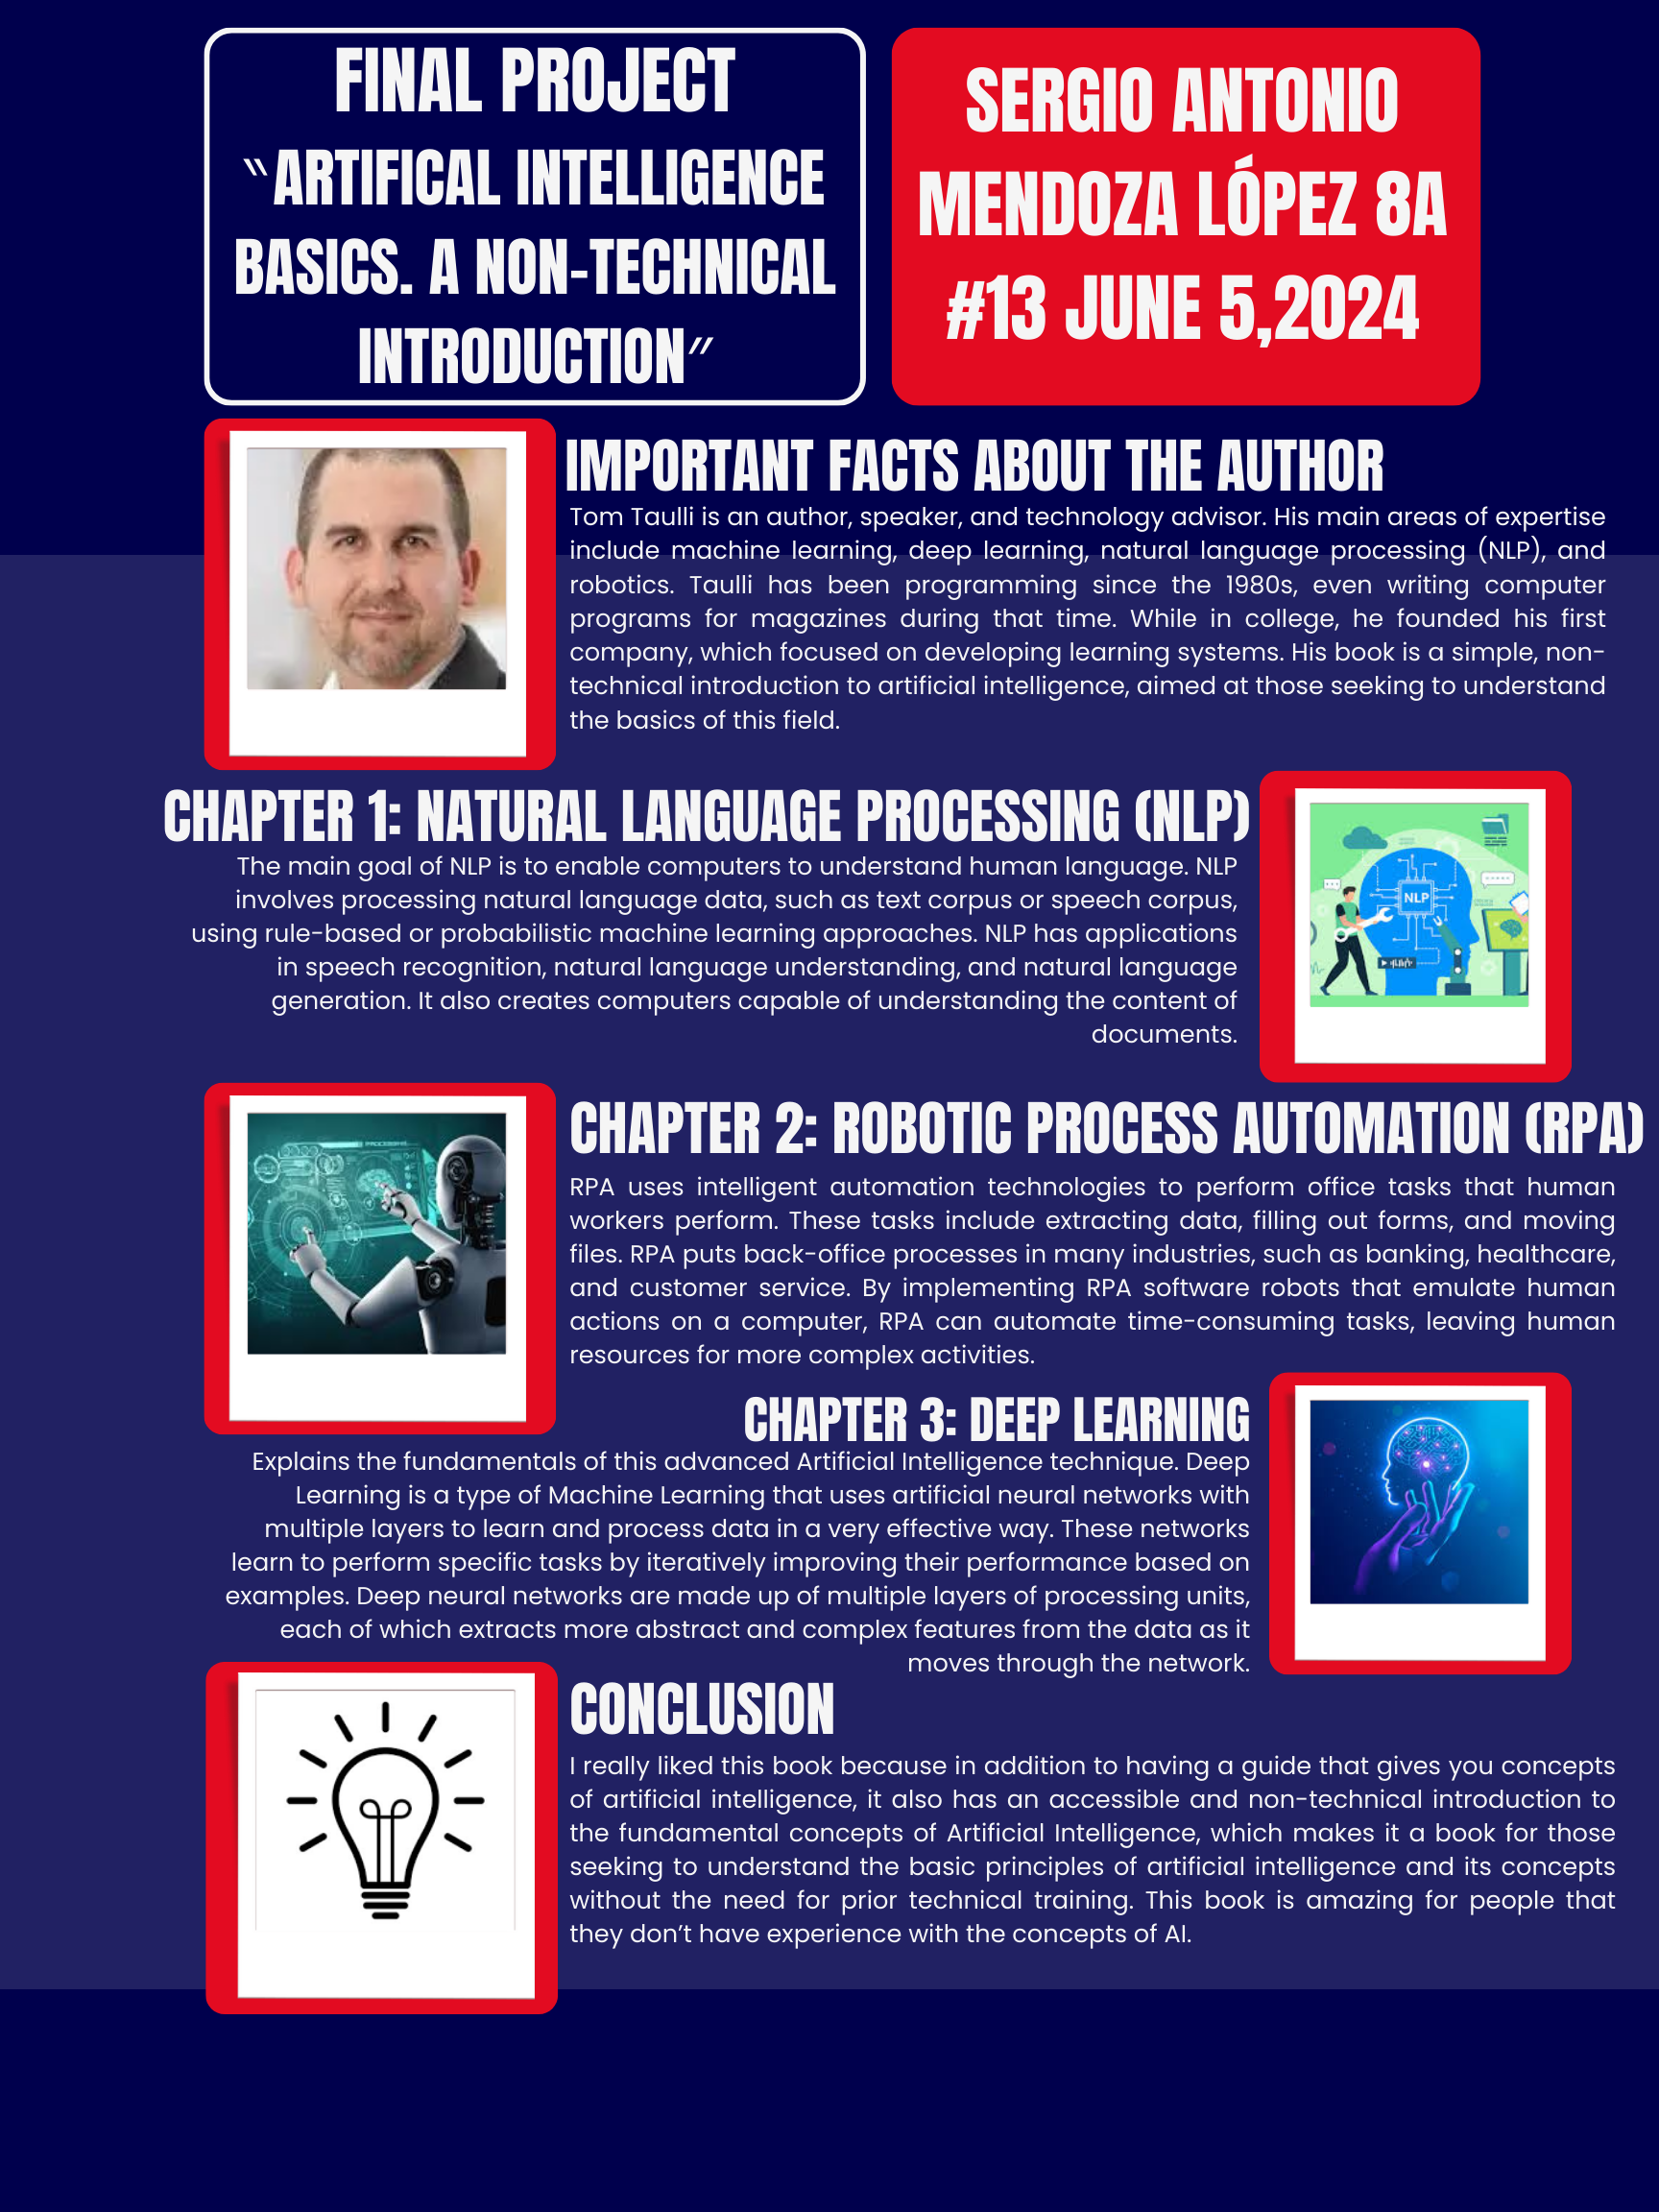 FINAL PROJECT
“ARTIFICAL INTELLIGENCE
BASICS. A NON-TECHNICAL
INTRODUCTION”
SERGIO ANTONIO
MENDOZA LÓPEZ 8A
#13 JUNE 5,2024
IMPORTANT FACTS ABOUT THE AUTHOR
Tom Taulli is an author, speaker, and technology advisor. His main areas of expertise
include machine learning, deep learning, natural language processing (NLP), and
robotics. Taulli has been programming since the 1980s, even writing computer
programs for magazines during that time. While in college, he founded his first
company, which focused on developing learning systems. His book is a simple, non-
technical introduction to artificial intelligence, aimed at those seeking to understand
the basics of this field.
CHAPTER 1: NATURAL LANGUAGE PROCESSING (NLP)
The main goal of NLP is to enable computers to understand human language. NLP
involves processing natural language data, such as text corpus or speech corpus,
using rule-based or probabilistic machine learning approaches. NLP has applications
in speech recognition, natural language understanding, and natural language
generation. It also creates computers capable of understanding the content of
documents.
NLP
CHAPTER 2: ROBOTIC PROCESS AUTOMATION (RPA)
RPA uses intelligent automation technologies to perform office tasks that human
workers perform. These tasks include extracting data, filling out forms, and moving
files. RPA puts back-office processes in many industries, such as banking, healthcare,
and customer service. By implementing RPA software robots that emulate human
actions on a computer, RPA can automate time-consuming tasks, leaving human
resources for more complex activities.
CHAPTER 3: DEEP LEARNING
Explains the fundamentals of this advanced Artificial Intelligence technique. Deep
Learning is a type of Machine Learning that uses artificial neural networks with
multiple layers to learn and process data in a very effective way. These networks
learn to perform specific tasks by iteratively improving their performance based on
examples. Deep neural networks are made up of multiple layers of processing units,
each of which extracts more abstract and complex features from the data as it
moves through the network.
CONCLUSION
I really liked this book because in addition to having a guide that gives you concepts
of artificial intelligence, it also has an accessible and non-technical introduction to
the fundamental concepts of Artificial Intelligence, which makes it a book for those
seeking to understand the basic principles of artificial intelligence and its concepts
without the need for prior technical training. This book is amazing for people that
they don’t have experience with the concepts of AI.